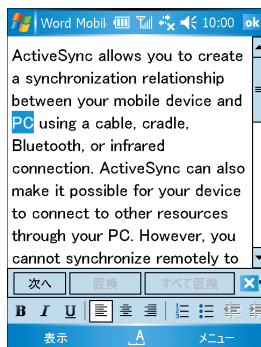 Word Mobil 10:00 ok
ActiveSync allows you to create
a synchronization relationship
between your mobile device and
PC using a cable, cradle,
Bluetooth, or infrared
connection. ActiveSync can also
make it possible for your device
to connect to other resources
through your PC. However, you
cannot synchronize remotely to
次へ 置換 すべて置換
B I U
表示 A メニュー